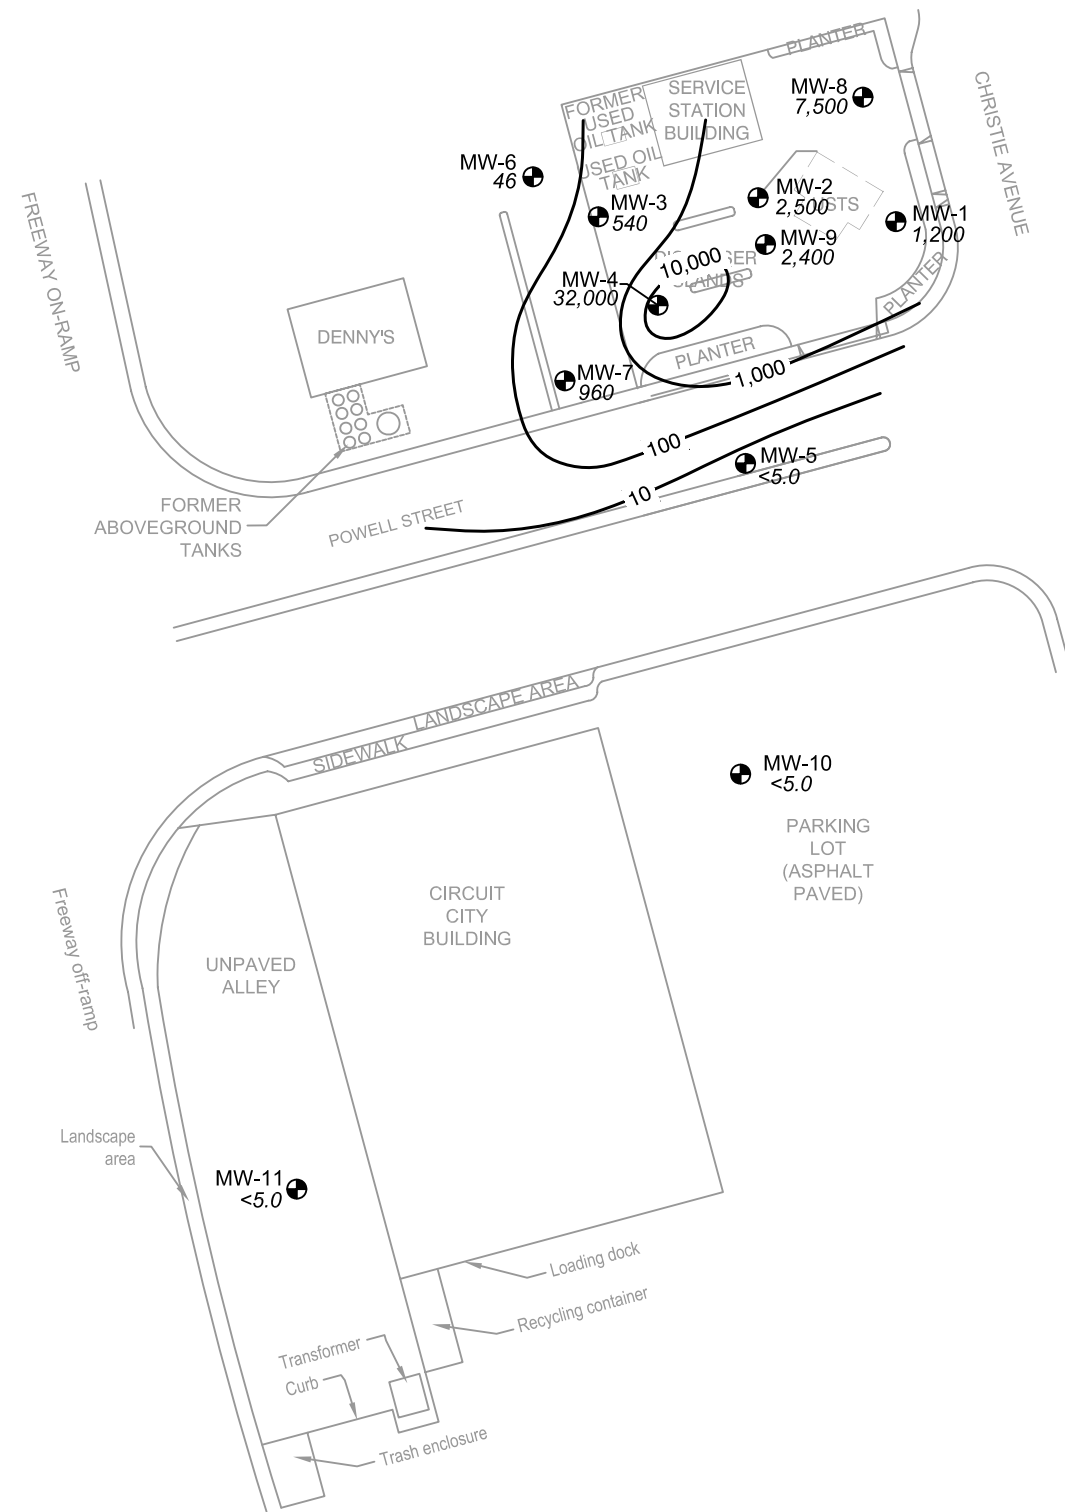 PLANTER
MW-8
7,500
CHRISTIE AVENUE
SERVICE
STATION
BUILDING
FORMER
USED
OIL TANK
USED OIL
TANK
MW-6
46
MW-3
540
MW-2
2,500
USTS
MW-1
1,200
MW-9
2,400
FREEWAY ON-RAMP
10,000
MW-4
32,000
PLANTER
DENNY'S
PLANTER
1,000
MW-7
960
100
MW-5
<5.0
10
FORMER
ABOVEGROUND
TANKS
POWELL STREET
LANDSCAPE AREA
SIDEWALK
MW-10
<5.0
PARKING
LOT
(ASPHALT
PAVED)
CIRCUIT
CITY
BUILDING
Freeway off-ramp
UNPAVED
ALLEY
Landscape
area
MW-11
<5.0
Loading dock
Recycling container
Transformer
Curb
Trash enclosure